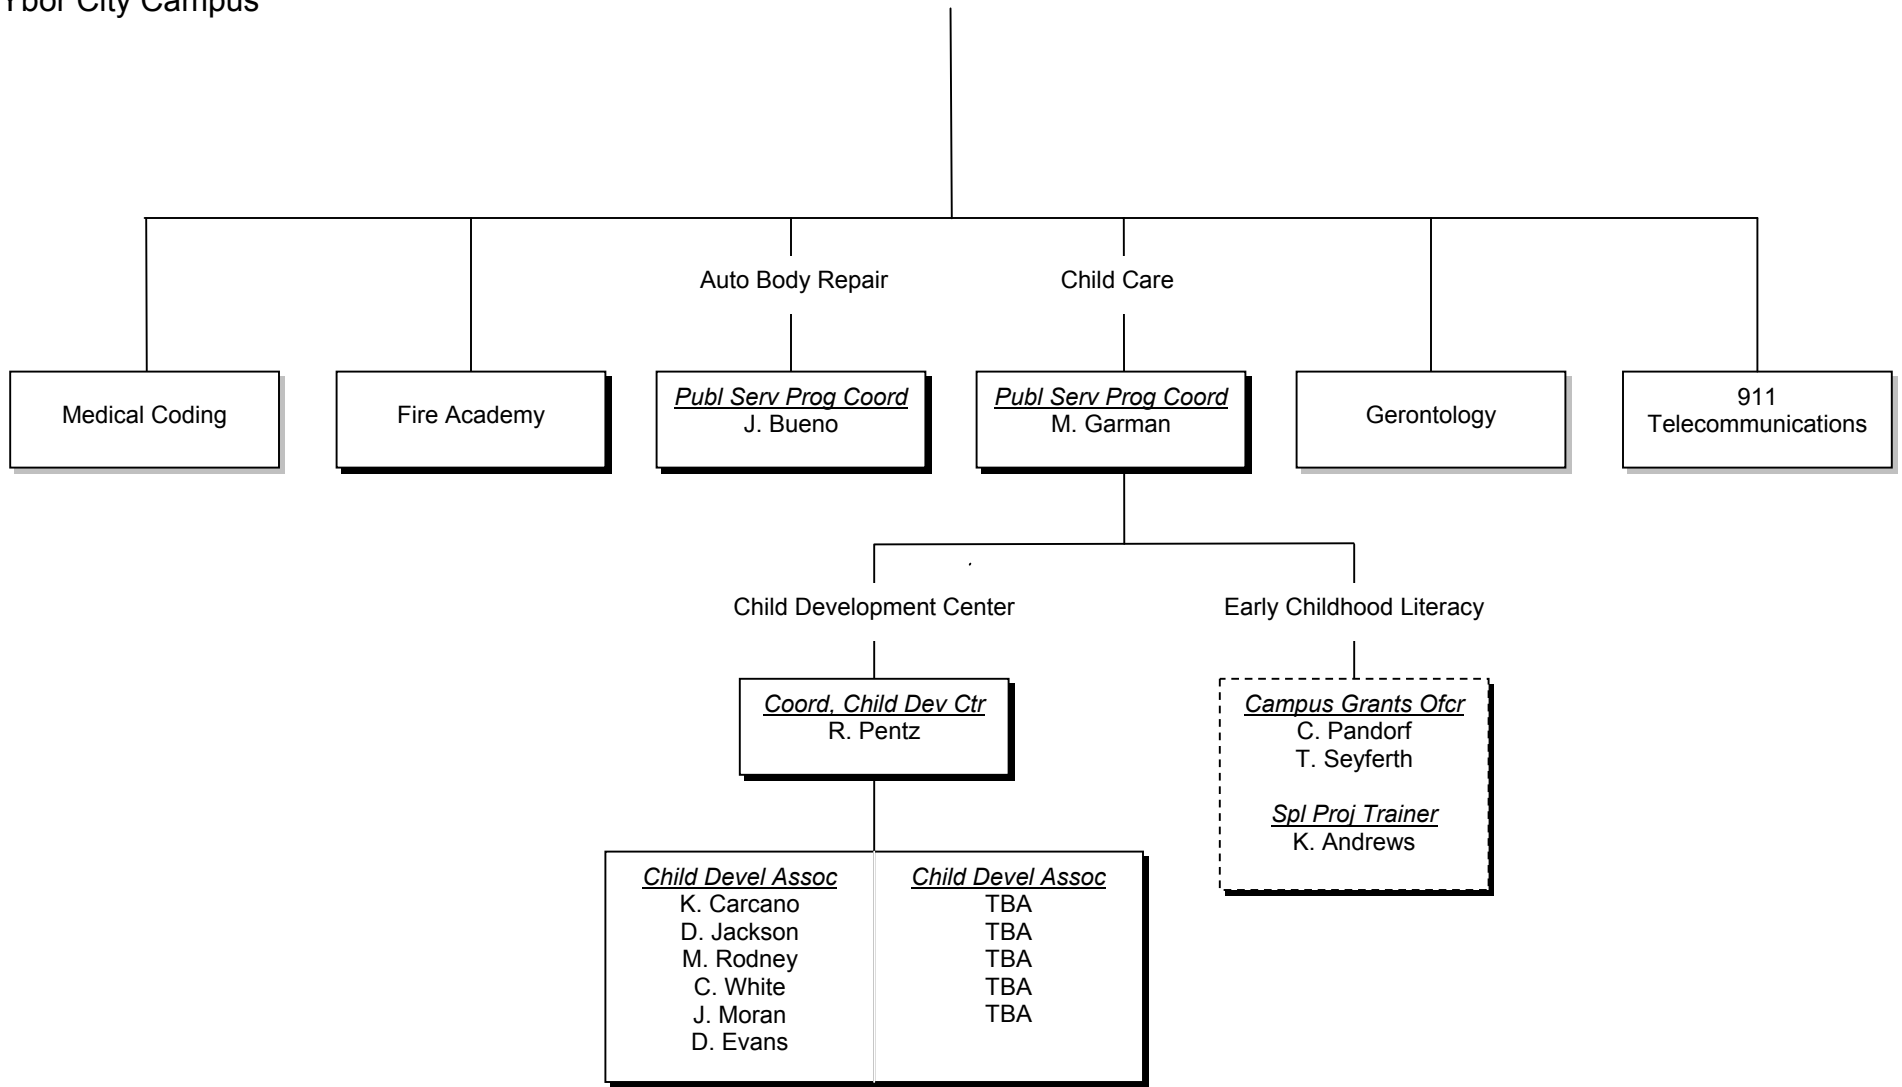 Ybor City Campus
Auto Body Repair
Child Care
Medical Coding
Fire Academy
Publ Serv Prog Coord
J. Bueno
Publ Serv Prog Coord
M. Garman
Gerontology
911
Telecommunications
Child Development Center
Early Childhood Literacy
Coord, Child Dev Ctr
R. Pentz
Campus Grants Ofcr
C. Pandorf
T. Seyferth
Spl Proj Trainer
K. Andrews
Child Devel Assoc
K. Carcano
D. Jackson
M. Rodney
C. White
J. Moran
D. Evans
Child Devel Assoc
TBA
TBA
TBA
TBA
TBA